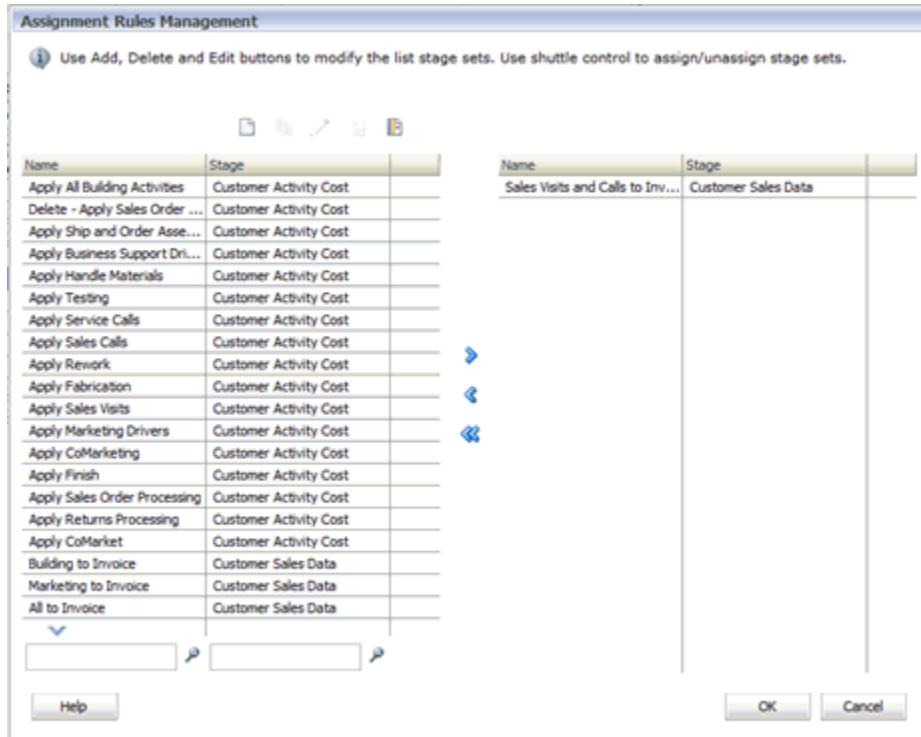 Assignment Rules Management
Use Add, Delete and Edit buttons to modify the list stage sets. Use shuttle control to assign/unassign stage sets.
Name Stage
Apply All Building Activities Customer Activity Cost
Delete - Apply Sales Order ... Customer Activity Cost
Apply Ship and Order Asse... Customer Activity Cost
Apply Business Support Dri... Customer Activity Cost
Apply Handle Materials Customer Activity Cost
Apply Testing Customer Activity Cost
Apply Service Calls Customer Activity Cost
Apply Sales Calls Customer Activity Cost
Apply Rework Customer Activity Cost
Apply Fabrication Customer Activity Cost
Apply Sales Visits Customer Activity Cost
Apply Marketing Drivers Customer Activity Cost
Apply CoMarketing Customer Activity Cost
Apply Finish Customer Activity Cost
Apply Sales Order Processing Customer Activity Cost
Apply Returns Processing Customer Activity Cost
Apply CoMarket Customer Activity Cost
Building to Invoice Customer Sales Data
Marketing to Invoice Customer Sales Data
All to Invoice Customer Sales Data
Name Stage
Sales Visits and Calls to Inv... Customer Sales Data
Help OK Cancel